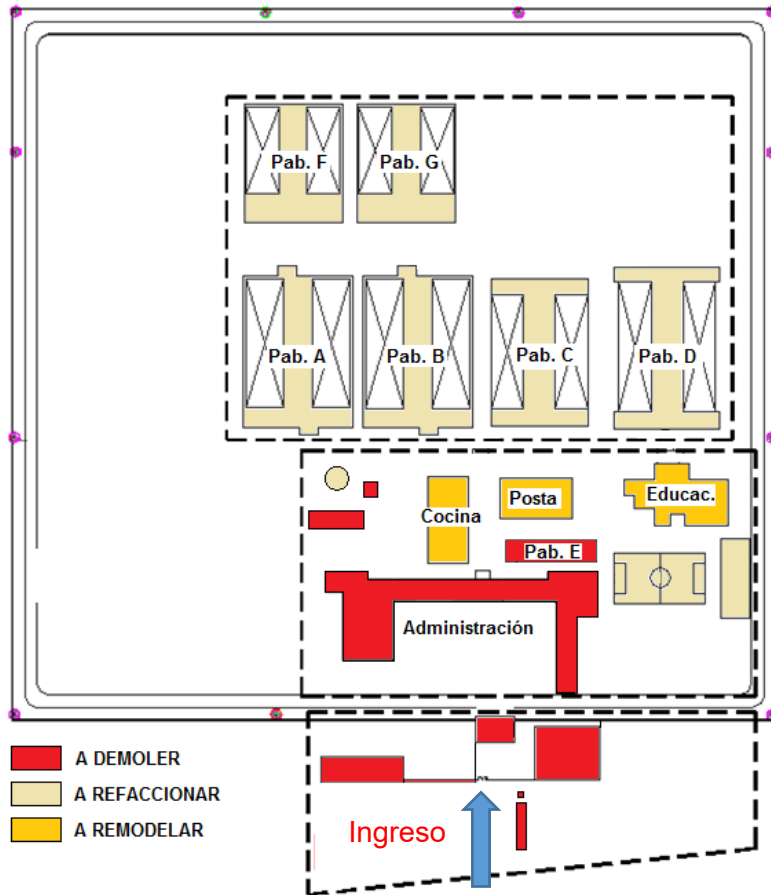 Pab. F
Pab. G
Pab. A
Pab. B
Pab. C
Pab. D
Cocina
Posta
Educac.
Pab. E
Administración
A DEMOLER
A REFACCIONAR
A REMODELAR
Ingreso